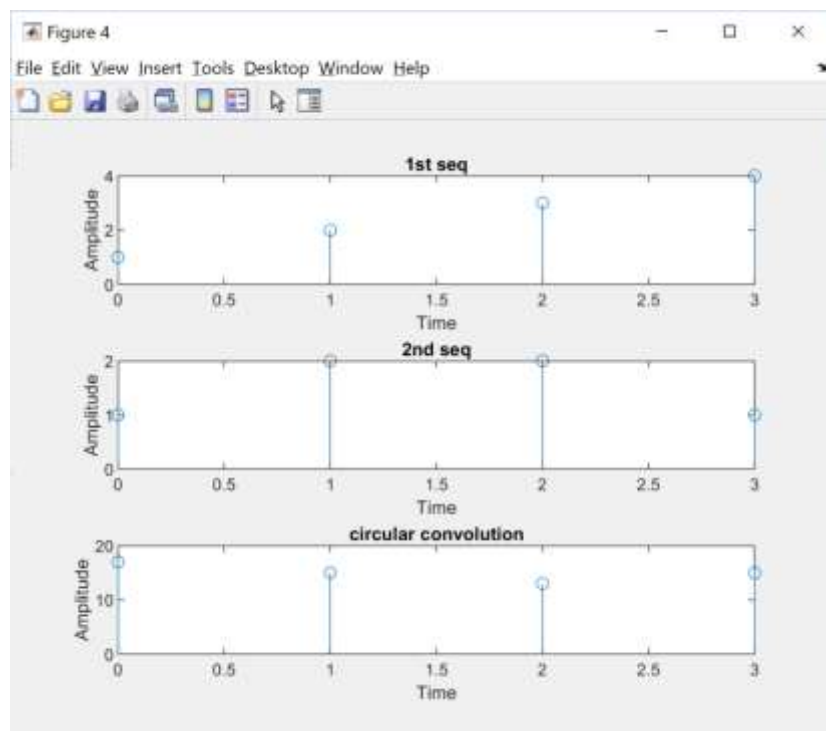 Figure 4
File Edit View Insert Tools Desktop Window Help
1st seq
4
2
0
Amplitude
0 0.5 1 1.5 2 2.5 3
Time
2nd seq
2
1
0
Amplitude
0 0.5 1 1.5 2 2.5 3
Time
circular convolution
20
10
0
Amplitude
0 0.5 1 1.5 2 2.5 3
Time